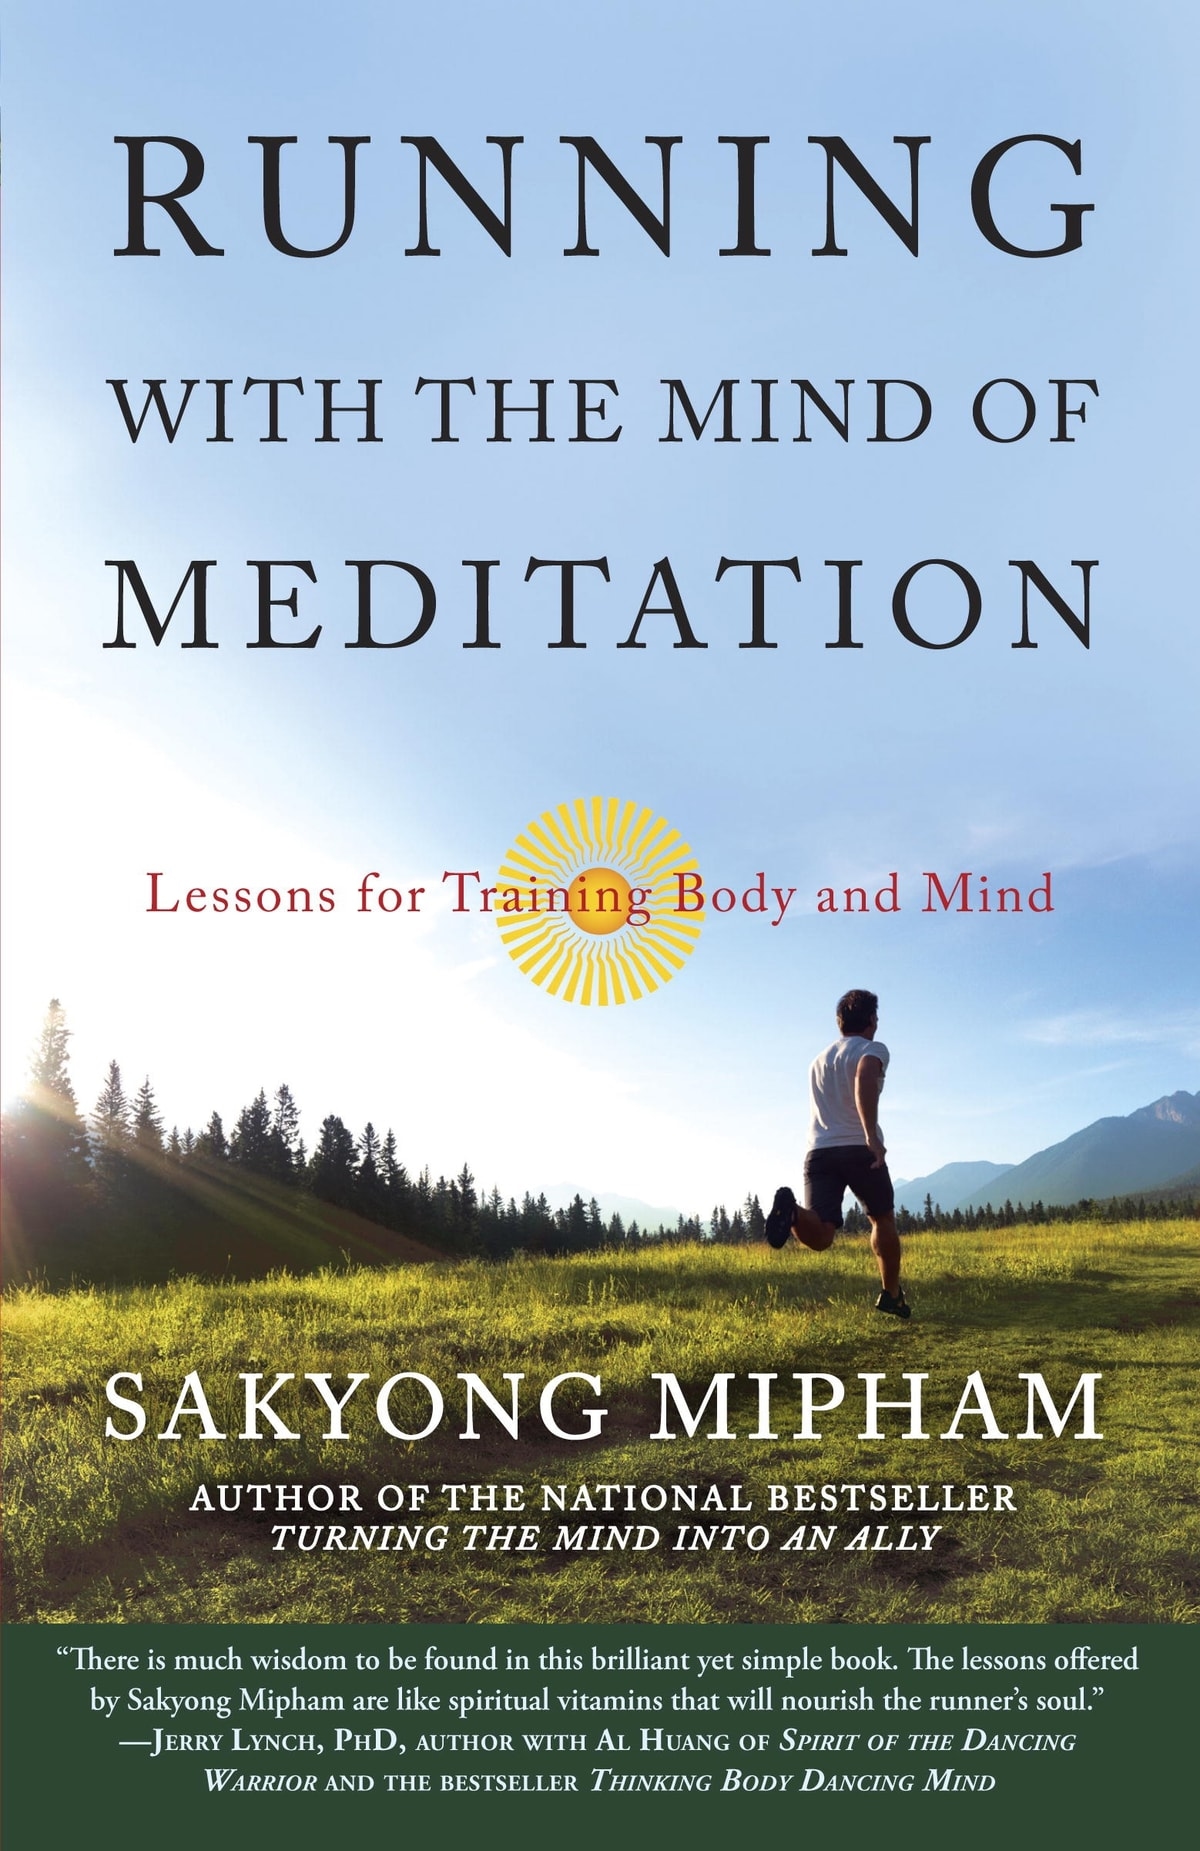 RUNNING
WITH THE MIND OF
MEDITATION
Lessons for Training Body and Mind
SAKYONG MIPHAM
AUTHOR OF THE NATIONAL BESTSELLER
TURNING THE MIND INTO AN ALLY
“There is much wisdom to be found in this brilliant yet simple book. The lessons offered
by Sakyong Mipham are like spiritual vitamins that will nourish the runner’s soul.”
—JERRY LYNCH, PHD, AUTHOR WITH AL HUANG OF SPIRIT OF THE DANCING
WARRIOR AND THE BESTSELLER THINKING BODY DANCING MIND